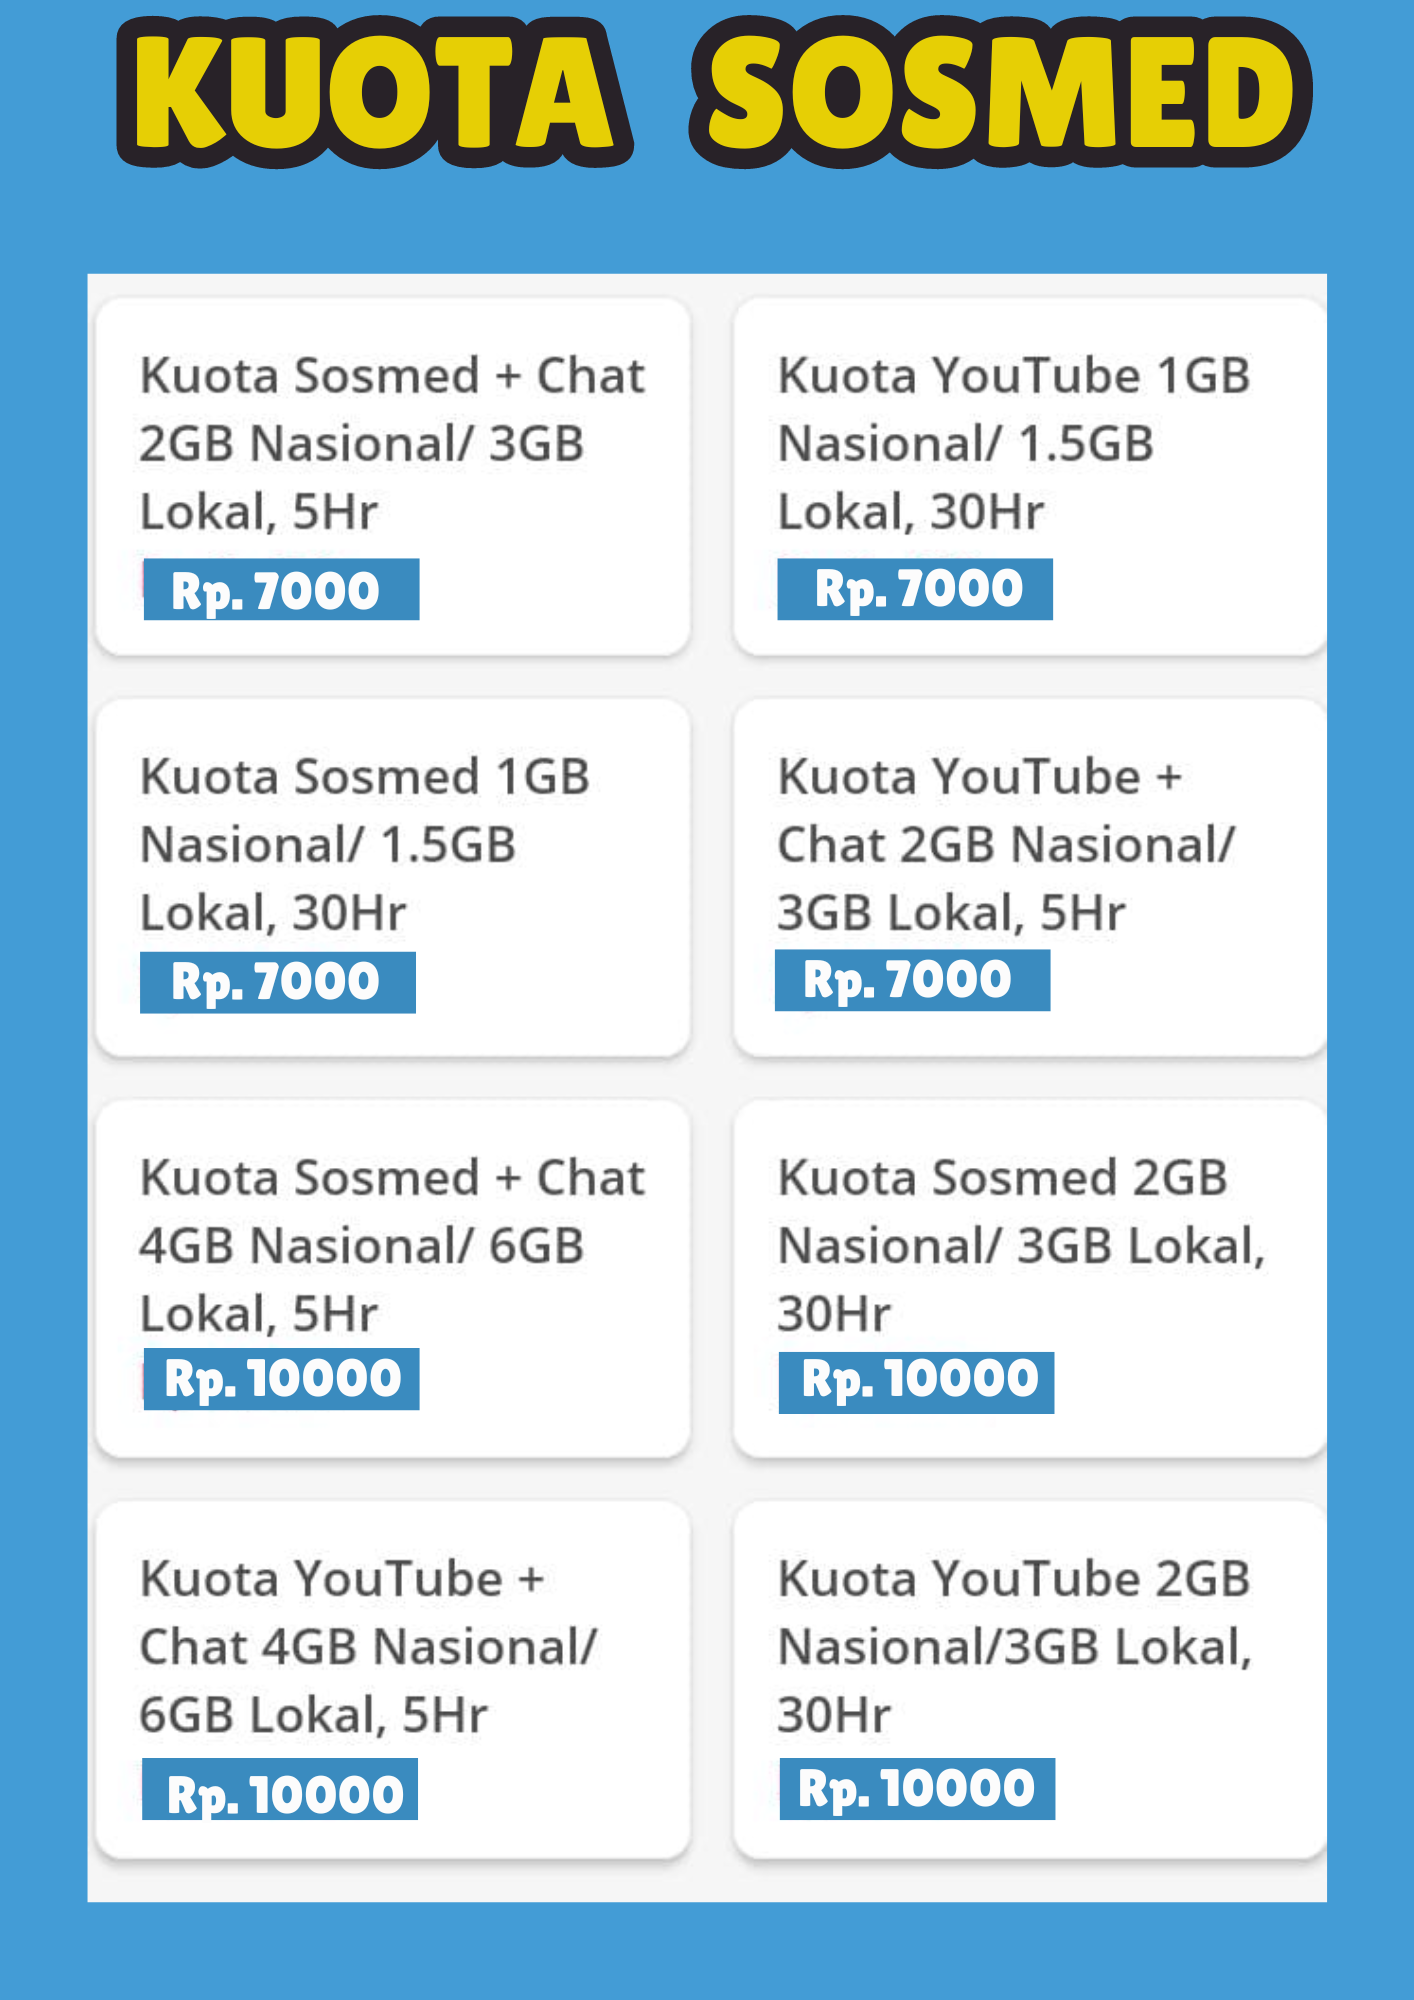 KUOTA SOSMED
Kuota Sosmed + Chat
2GB Nasional/ 3GB
Lokal, 5Hr
Rp. 7000
Kuota YouTube 1GB
Nasional/ 1.5GB
Lokal, 30Hr
Rp. 7000
Kuota Sosmed 1GB
Nasional/ 1.5GB
Lokal, 30Hr
Rp. 7000
Kuota YouTube +
Chat 2GB Nasional/
3GB Lokal, 5Hr
Rp. 7000
Kuota Sosmed + Chat
4GB Nasional/ 6GB
Lokal, 5Hr
Rp. 10000
Kuota Sosmed 2GB
Nasional/ 3GB Lokal,
30Hr
Rp. 10000
Kuota YouTube +
Chat 4GB Nasional/
6GB Lokal, 5Hr
Rp. 10000
Kuota YouTube 2GB
Nasional/3GB Lokal,
30Hr
Rp. 10000